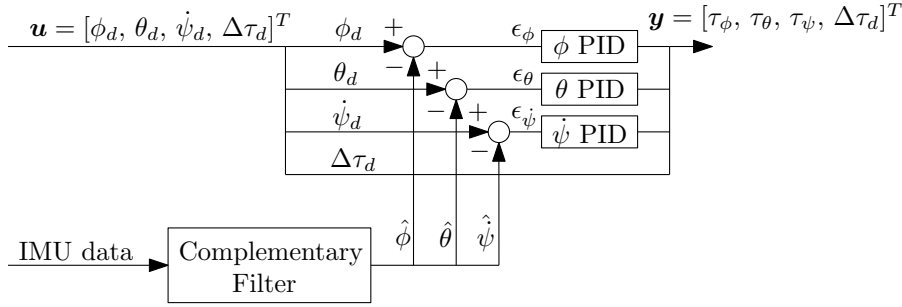 𝒖 = [ϕ_d, θ_d, ψ̇_d, Δτ_d]^T
𝒚 = [τ_ϕ, τ_θ, τ_ψ, Δτ_d]^T
ϕ_d + − ϵ_ϕ ϕ PID
θ_d + − ϵ_θ θ PID
ψ̇_d + − ϵ_ψ̇ ψ̇ PID
Δτ_d
ϕ̂ θ̂ ψ̇̂
IMU data
Complementary
Filter